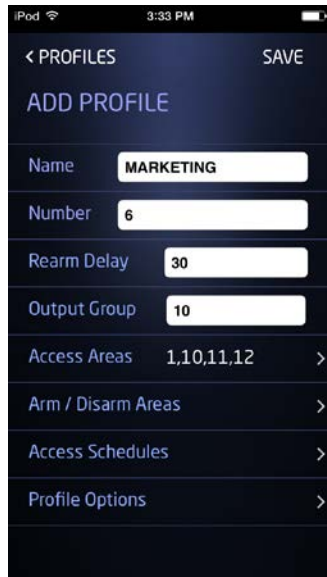 iPod 3:33 PM
< PROFILES SAVE
ADD PROFILE
Name MARKETING
Number 6
Rearm Delay 30
Output Group 10
Access Areas 1,10,11,12 >
Arm / Disarm Areas >
Access Schedules >
Profile Options >